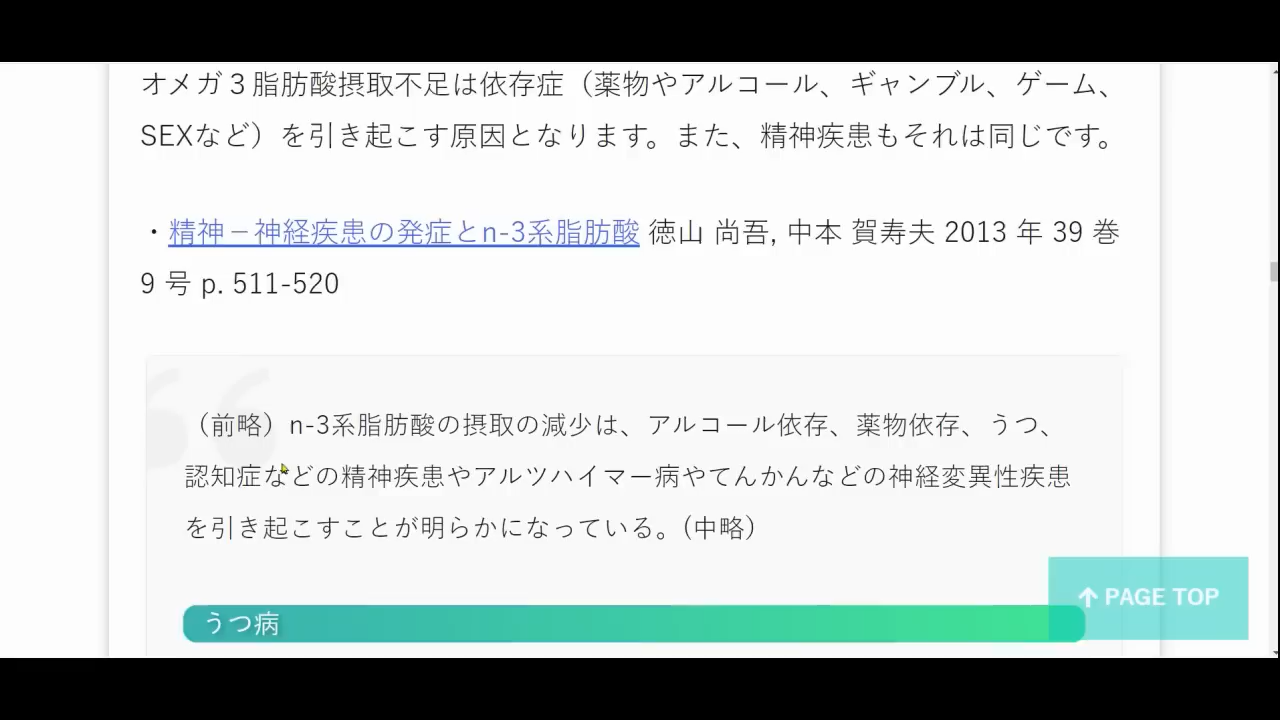 オメガ３脂肪酸摂取不足は依存症（薬物やアルコール、ギャンブル、ゲーム、
SEXなど）を引き起こす原因となります。また、精神疾患もそれは同じです。
・精神－神経疾患の発症とn-3系脂肪酸 徳山 尚吾, 中本 賀寿夫 2013 年 39 巻
9 号 p. 511-520
（前略）n-3系脂肪酸の摂取の減少は、アルコール依存、薬物依存、うつ、
認知症などの精神疾患やアルツハイマー病やてんかんなどの神経変異性疾患
を引き起こすことが明らかになっている。(中略）
↑ PAGE TOP
うつ病